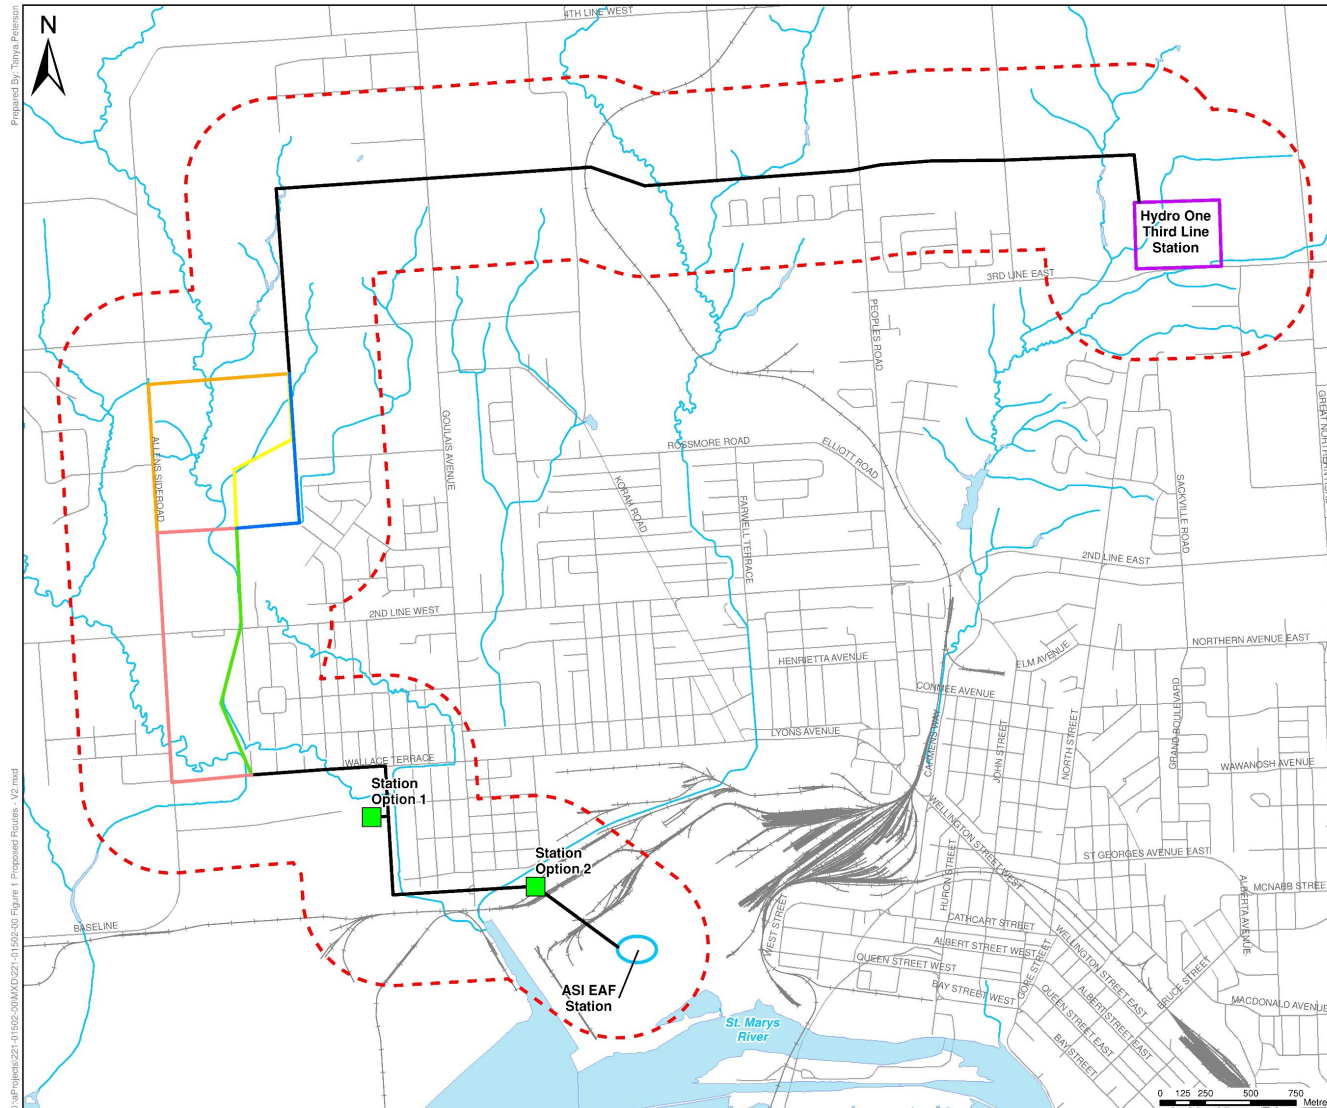 4TH LINE WEST
N
Prepared By: Tanya.Peterson
Hydro One
Third Line
Station
3RD LINE EAST
PEOPLES ROAD
GOULAIS AVENUE
ALLENS SIDEROAD
ROSSMORE ROAD
ELLIOTT ROAD
KORAH ROAD
FARWELL TERRACE
SACKVILLE ROAD
2ND LINE EAST
2ND LINE WEST
NORTHERN AVENUE EAST
HENRIETTA AVENUE
ELM AVENUE
CONMEE AVENUE
LYONS AVENUE
CARMENS WAY
JOHN STREET
NORTH STREET
GRAND BOULEVARD
WAWANOSH AVENUE
WALLACE TERRACE
Station
Option 1
Station
Option 2
WELLINGTON STREET WEST
ST GEORGES AVENUE EAST
MCNABB STREET
ALBERTA AVENUE
HURON STREET
BASELINE
WEST STREET
CATHCART STREET
ALBERT STREET WEST
QUEEN STREET WEST
BAY STREET WEST
GORE STREET
WELLINGTON STREET EAST
ALBERT STREET EAST
QUEEN STREET EAST
BAY STREET
BRUCE STREET
MACDONALD AVENUE
ASI EAF
Station
St. Marys
River
0 125 250 500 750
Metre